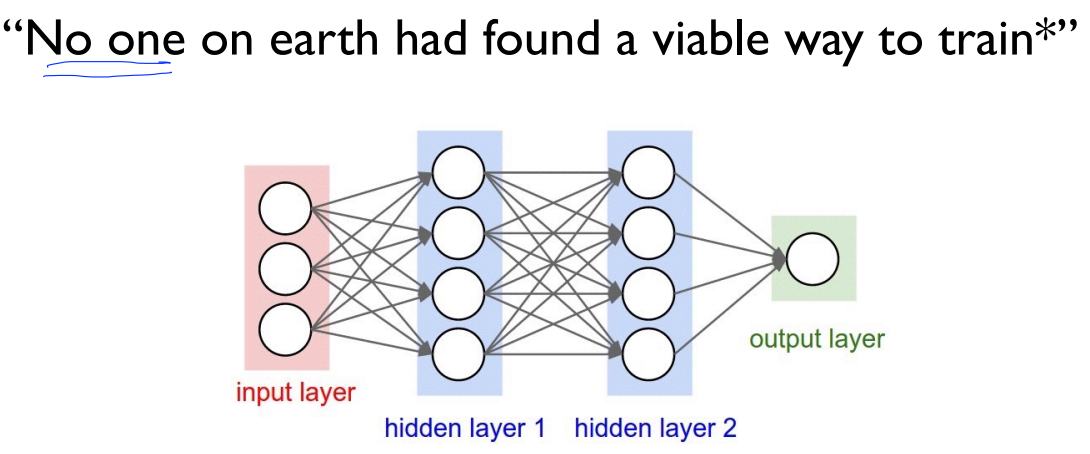 “No one on earth had found a viable way to train*”
input layer
hidden layer 1
hidden layer 2
output layer